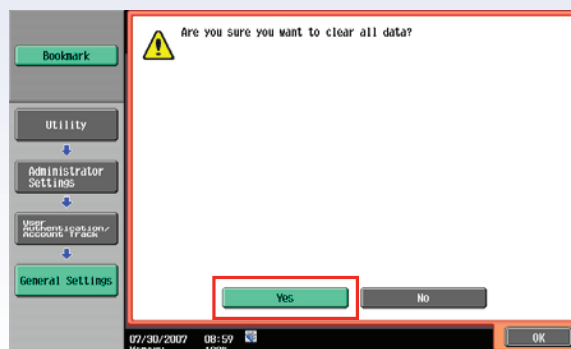 Are you sure you want to clear all data?
Bookmark
Utility
Administrator
Settings
User
Authentication/
Account Track
General Settings
Yes
No
07/30/2007 08:59
OK